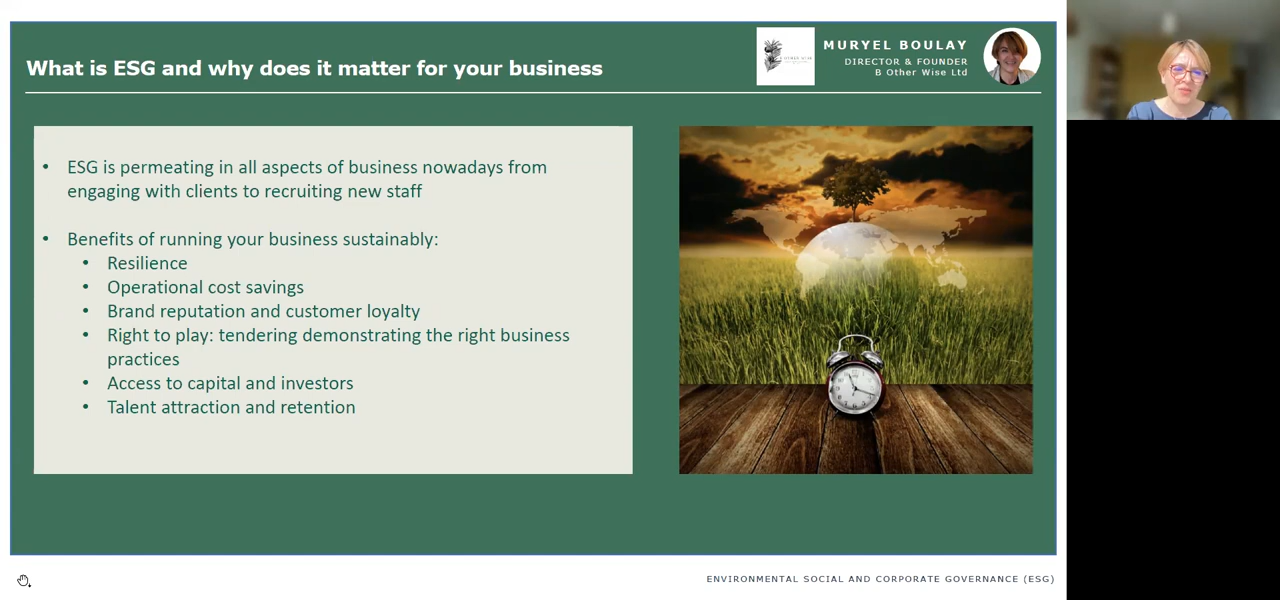 What is ESG and why does it matter for your business
MURYEL BOULAY
DIRECTOR & FOUNDER
B Other Wise Ltd
• ESG is permeating in all aspects of business nowadays from
engaging with clients to recruiting new staff
• Benefits of running your business sustainably:
• Resilience
• Operational cost savings
• Brand reputation and customer loyalty
• Right to play: tendering demonstrating the right business
practices
• Access to capital and investors
• Talent attraction and retention
ENVIRONMENTAL SOCIAL AND CORPORATE GOVERNANCE (ESG)